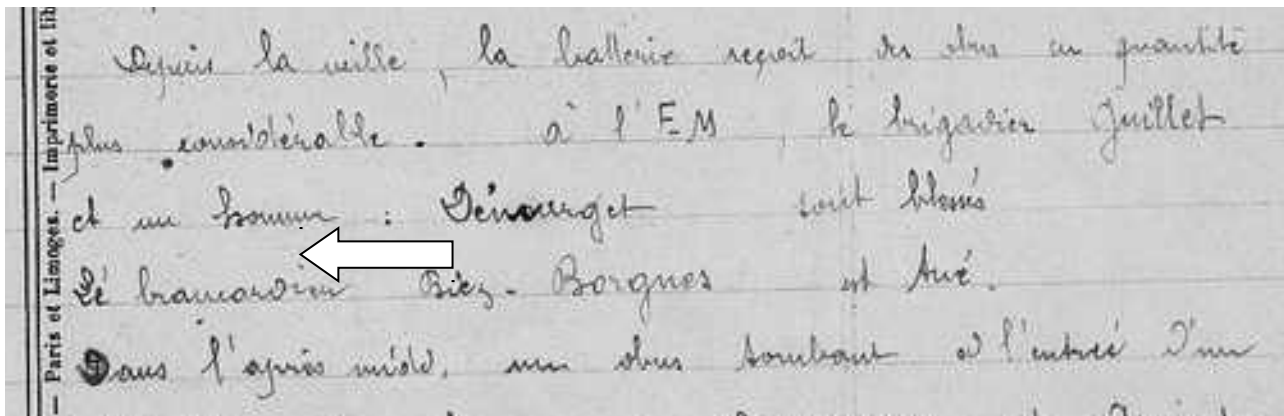 Depuis la veille, la batterie reçoit des obus en quantité
plus considérable. à l'E-M, le brigadier Guillet
et un homme : Dénourget sont blessés
Le brancardier Biez-Borgnes est tué.
Dans l'après midi, un obus tombant à l'entrée d'un
— Paris et Limoges. — Imprimerie et lib